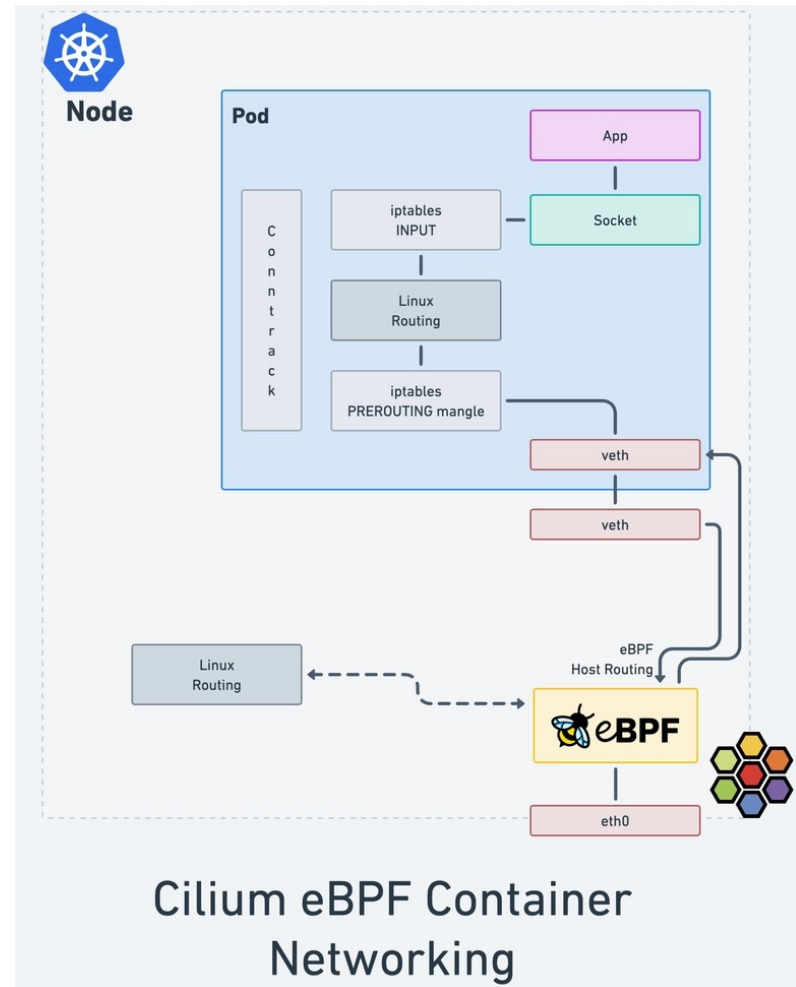 Node
Pod
App
Socket
iptables
INPUT
Conntrack
Linux
Routing
iptables
PREROUTING mangle
veth
veth
eBPF
Host Routing
Linux
Routing
eBPF
eth0
Cilium eBPF Container
Networking